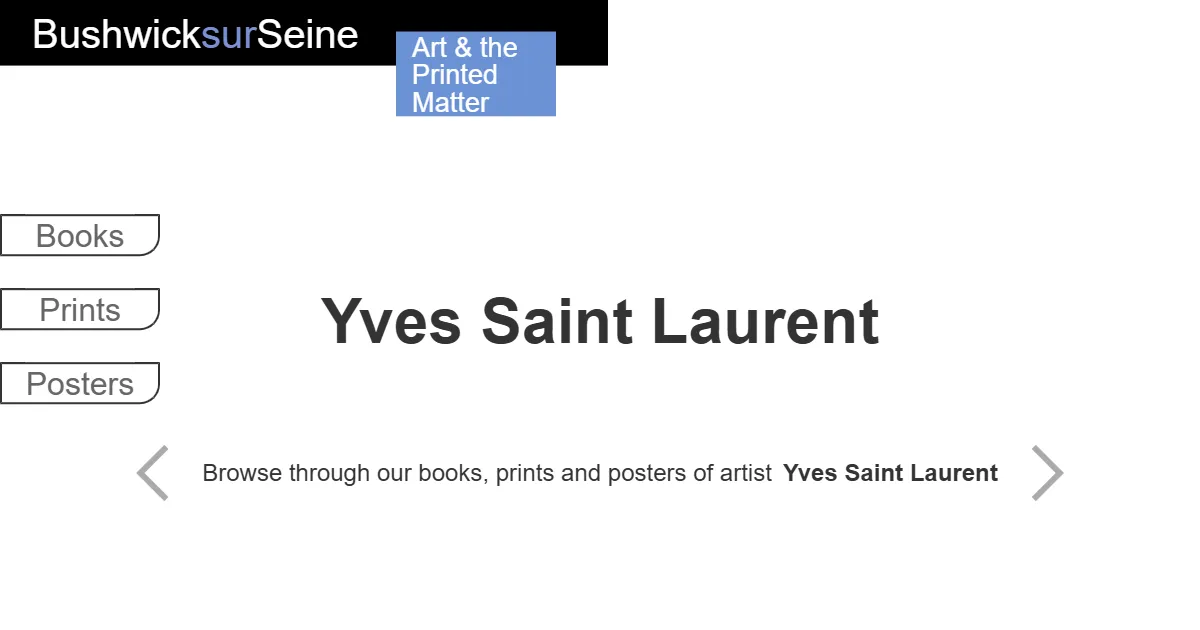 BushwicksurSeine
Art & the
Printed
Matter
Books
Prints
Posters
Yves Saint Laurent
Browse through our books, prints and posters of artist Yves Saint Laurent